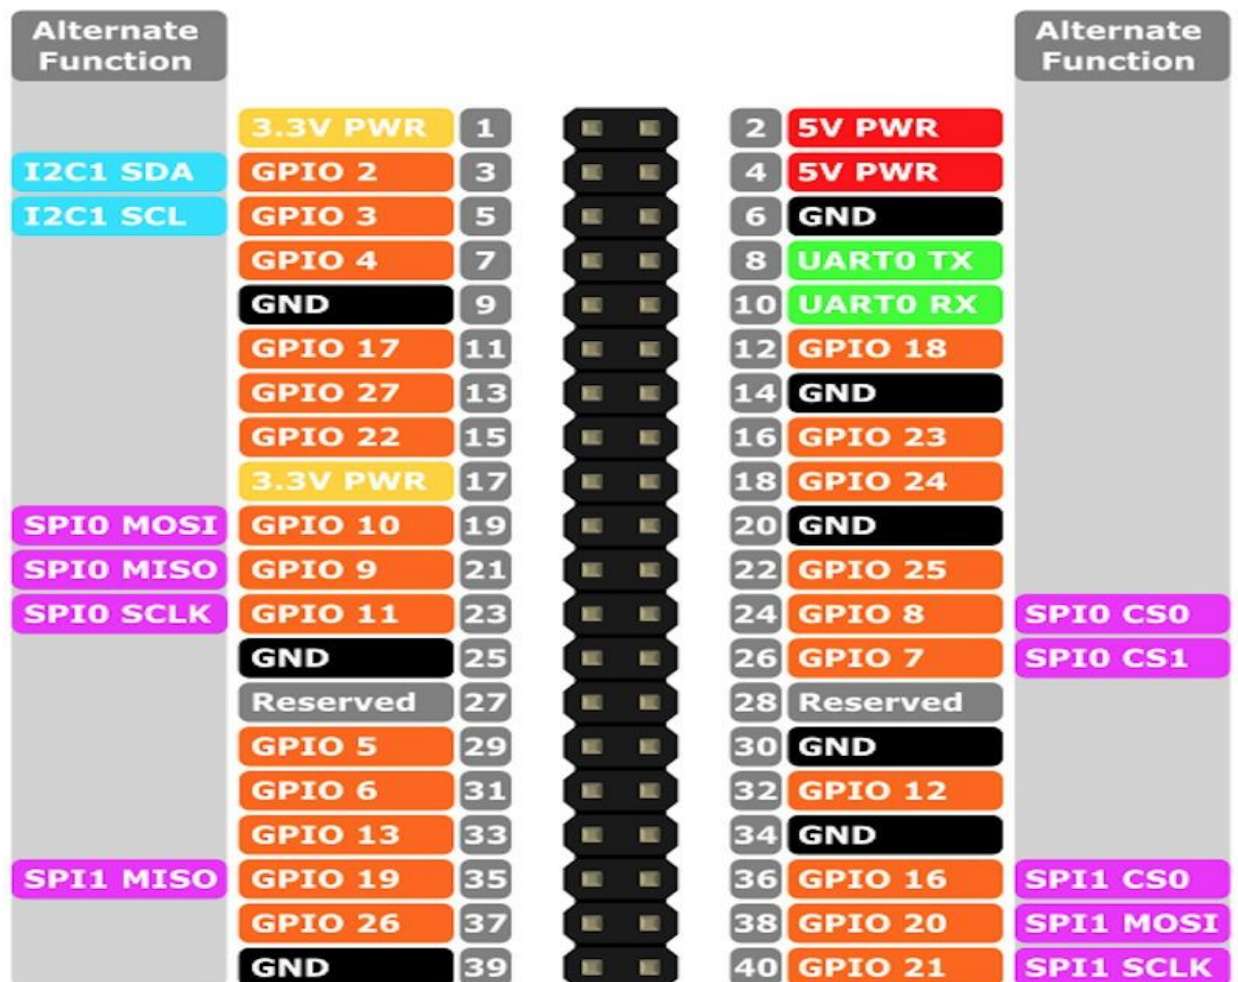 Alternate
Function
Alternate
Function
3.3V PWR 1 2 5V PWR
I2C1 SDA GPIO 2 3 4 5V PWR
I2C1 SCL GPIO 3 5 6 GND
GPIO 4 7 8 UART0 TX
GND 9 10 UART0 RX
GPIO 17 11 12 GPIO 18
GPIO 27 13 14 GND
GPIO 22 15 16 GPIO 23
3.3V PWR 17 18 GPIO 24
SPI0 MOSI GPIO 10 19 20 GND
SPI0 MISO GPIO 9 21 22 GPIO 25
SPI0 SCLK GPIO 11 23 24 GPIO 8 SPI0 CS0
GND 25 26 GPIO 7 SPI0 CS1
Reserved 27 28 Reserved
GPIO 5 29 30 GND
GPIO 6 31 32 GPIO 12
GPIO 13 33 34 GND
SPI1 MISO GPIO 19 35 36 GPIO 16 SPI1 CS0
GPIO 26 37 38 GPIO 20 SPI1 MOSI
GND 39 40 GPIO 21 SPI1 SCLK